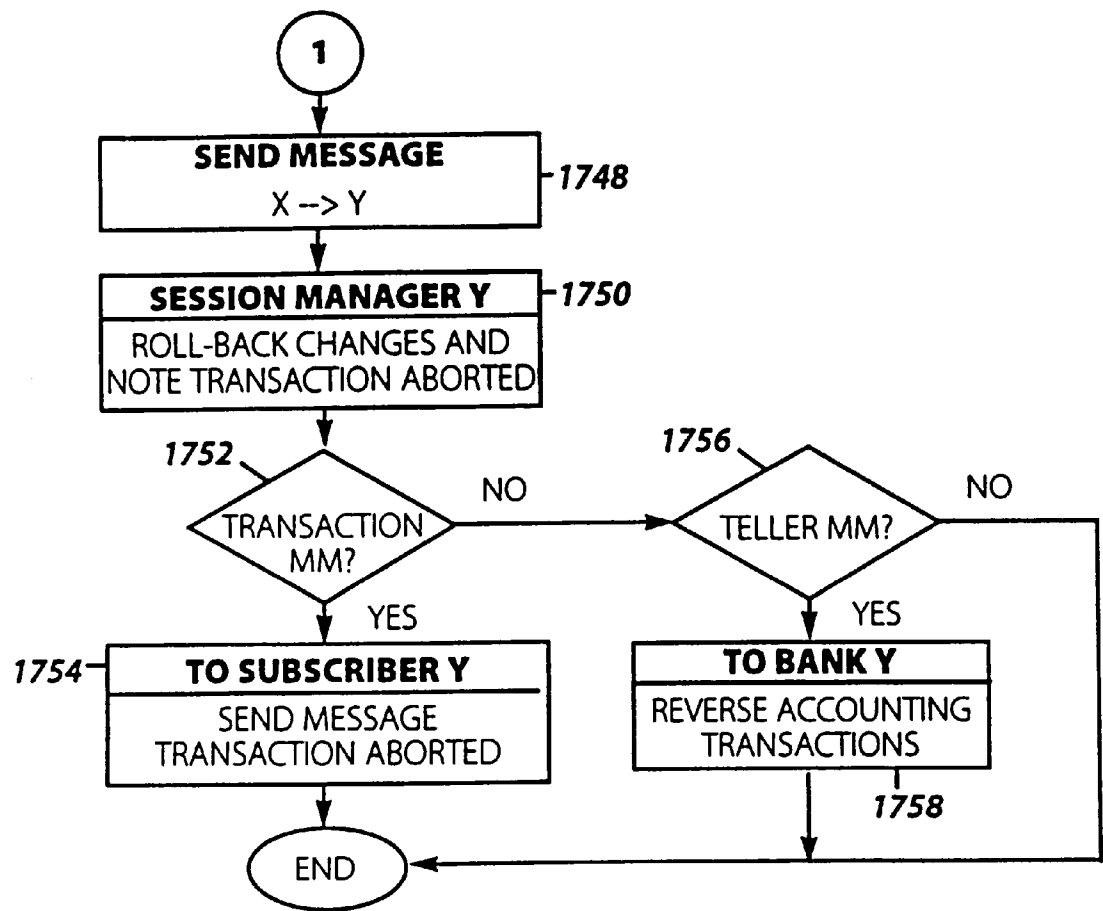 1
SEND MESSAGE
X --> Y
1748
SESSION MANAGER Y
1750
ROLL-BACK CHANGES AND
NOTE TRANSACTION ABORTED
1752
TRANSACTION
MM?
NO
YES
1756
TELLER MM?
NO
YES
1754
TO SUBSCRIBER Y
SEND MESSAGE
TRANSACTION ABORTED
TO BANK Y
REVERSE ACCOUNTING
TRANSACTIONS
1758
END